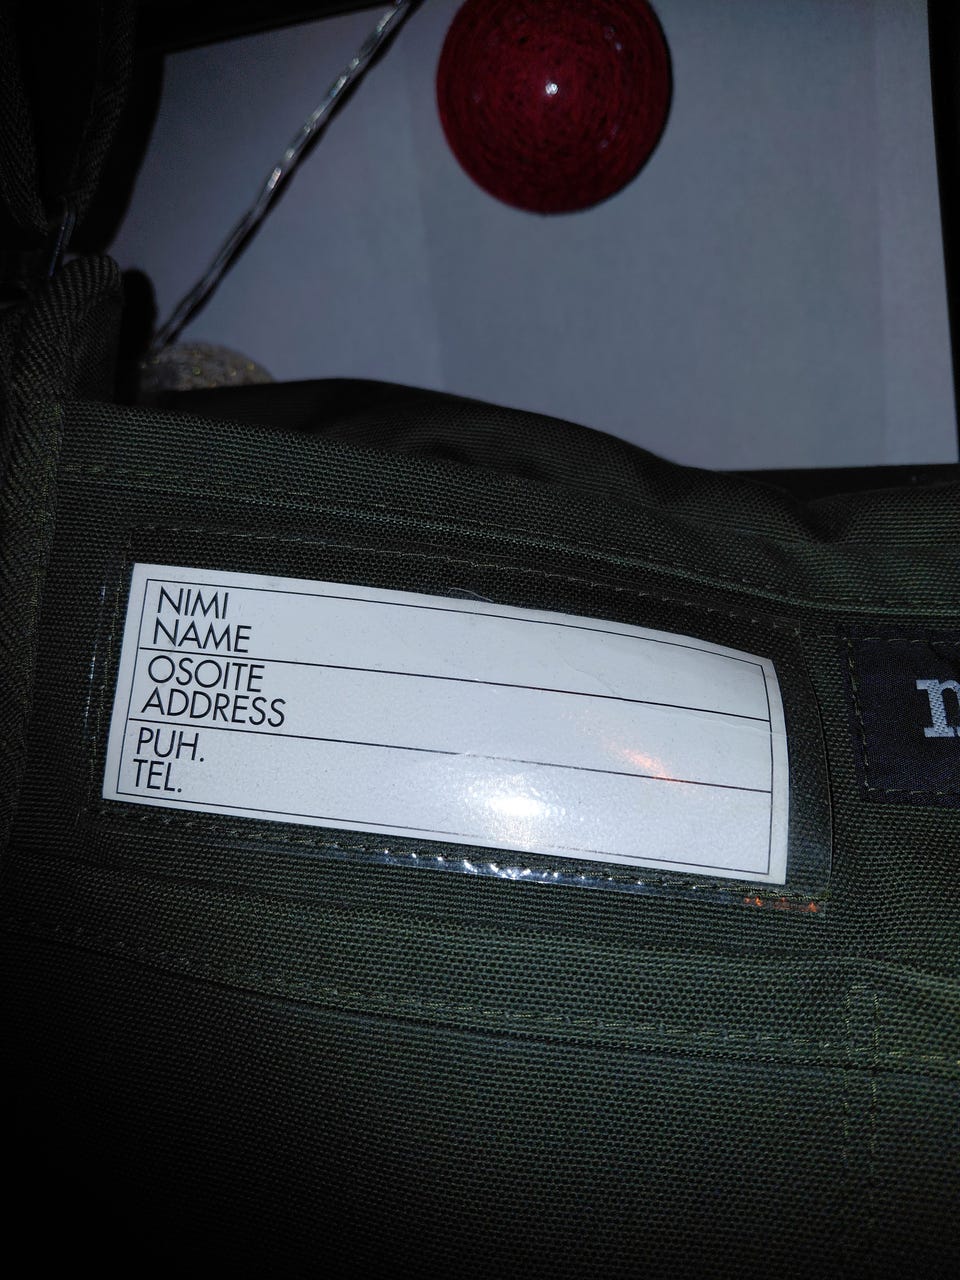 NIMI
NAME
OSOITE
ADDRESS
PUH.
TEL.